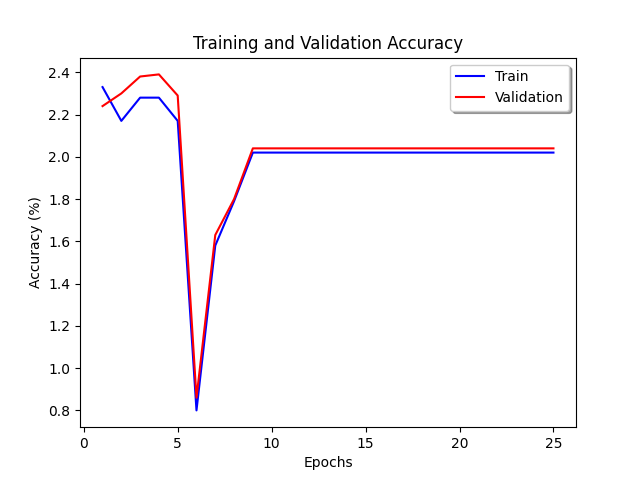 Training and Validation Accuracy
Train
Validation
2.4
2.2
2.0
1.8
1.6
1.4
1.2
1.0
0.8
Accuracy (%)
0 5 10 15 20 25
Epochs